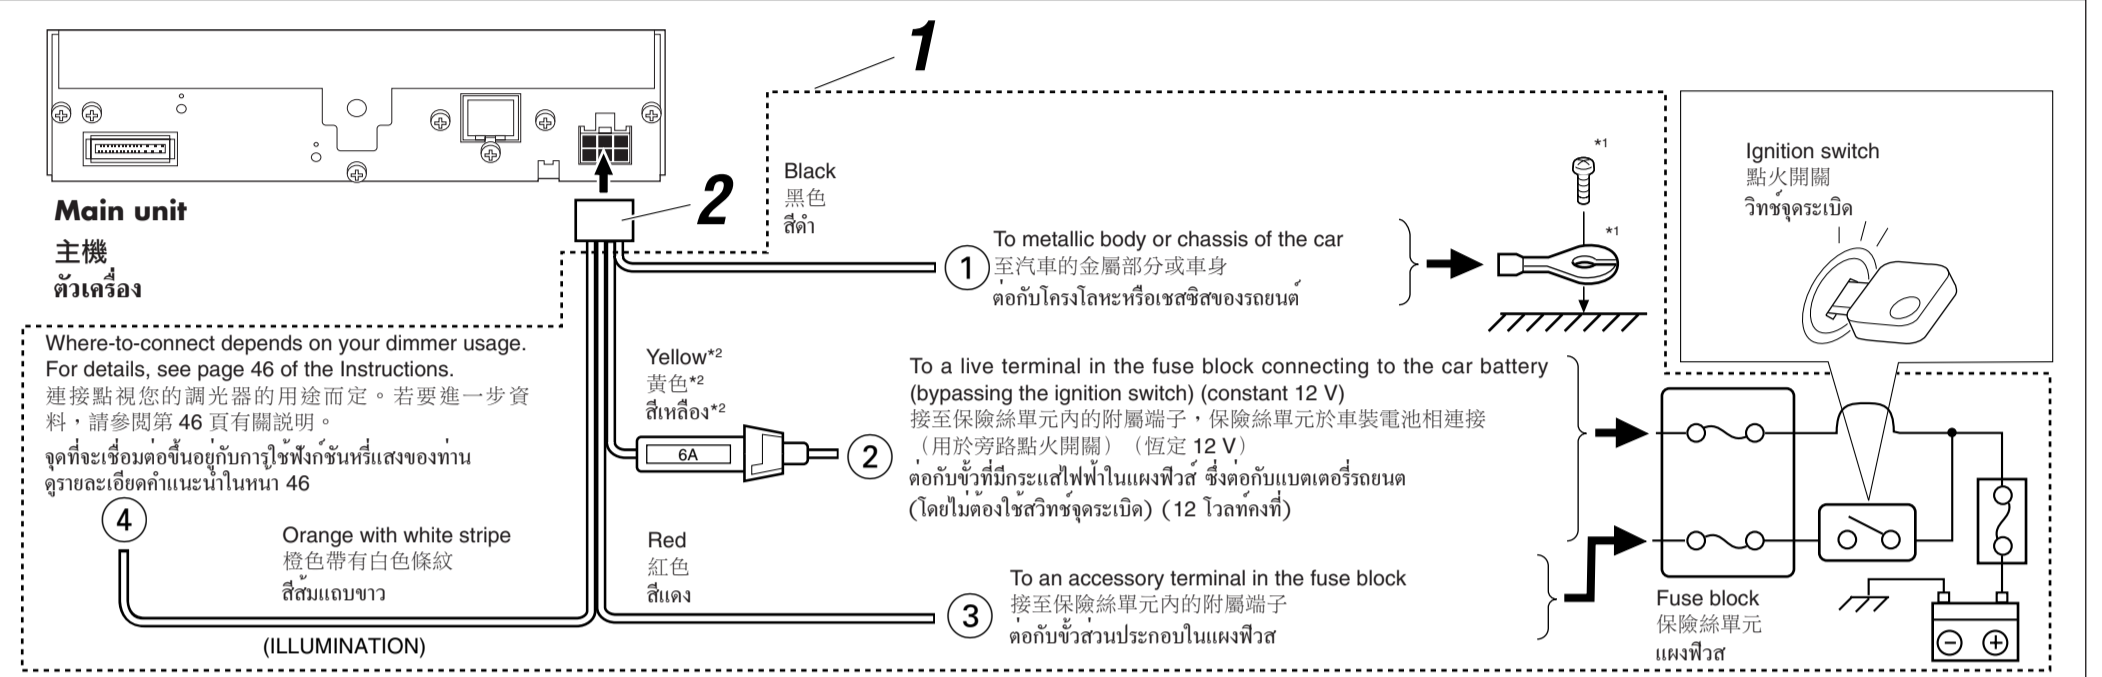 1
2
Main unit
主機
ตัวเครื่อง
Black
黑色
สีดำ
1
To metallic body or chassis of the car
至汽車的金屬部分或車身
ต่อกับโครงโลหะหรือเชสซิสของรถยนต์
*1
*1
Ignition switch
點火開關
วิทชจุดระเบิด
Where-to-connect depends on your dimmer usage.
For details, see page 46 of the Instructions.
連接點視您的調光器的用途而定。若要進一步資
料，請參閱第 46 頁有關説明。
จุดที่จะเชื่อมต่อขึ้นอยู่กับการใช้ฟังก์ชันหรี่แสงของท่าน
ดูรายละเอียดคำแนะนำในหน้า 46
4
Orange with white stripe
橙色帶有白色條紋
สีส้มแถบขาว
(ILLUMINATION)
Yellow*2
黃色*2
สีเหลือง*2
6A
2
To a live terminal in the fuse block connecting to the car battery
(bypassing the ignition switch) (constant 12 V)
接至保險絲單元內的附屬端子，保險絲單元於車裝電池相連接
（用於旁路點火開關）（恆定 12 V）
ต่อกับขั้วที่มีกระแสไฟฟ้าในแผงฟิวส์ ซึ่งต่อกับแบตเตอรี่รถยนต
(โดยไม่ต้องใช้สวิทช์จุดระเบิด) (12 โวลท์คงที่)
Red
紅色
สีแดง
3
To an accessory terminal in the fuse block
接至保險絲單元內的附屬端子
ต่อกับขั้วส่วนประกอบในแผงฟิวส
Fuse block
保險絲單元
แผงฟิวส